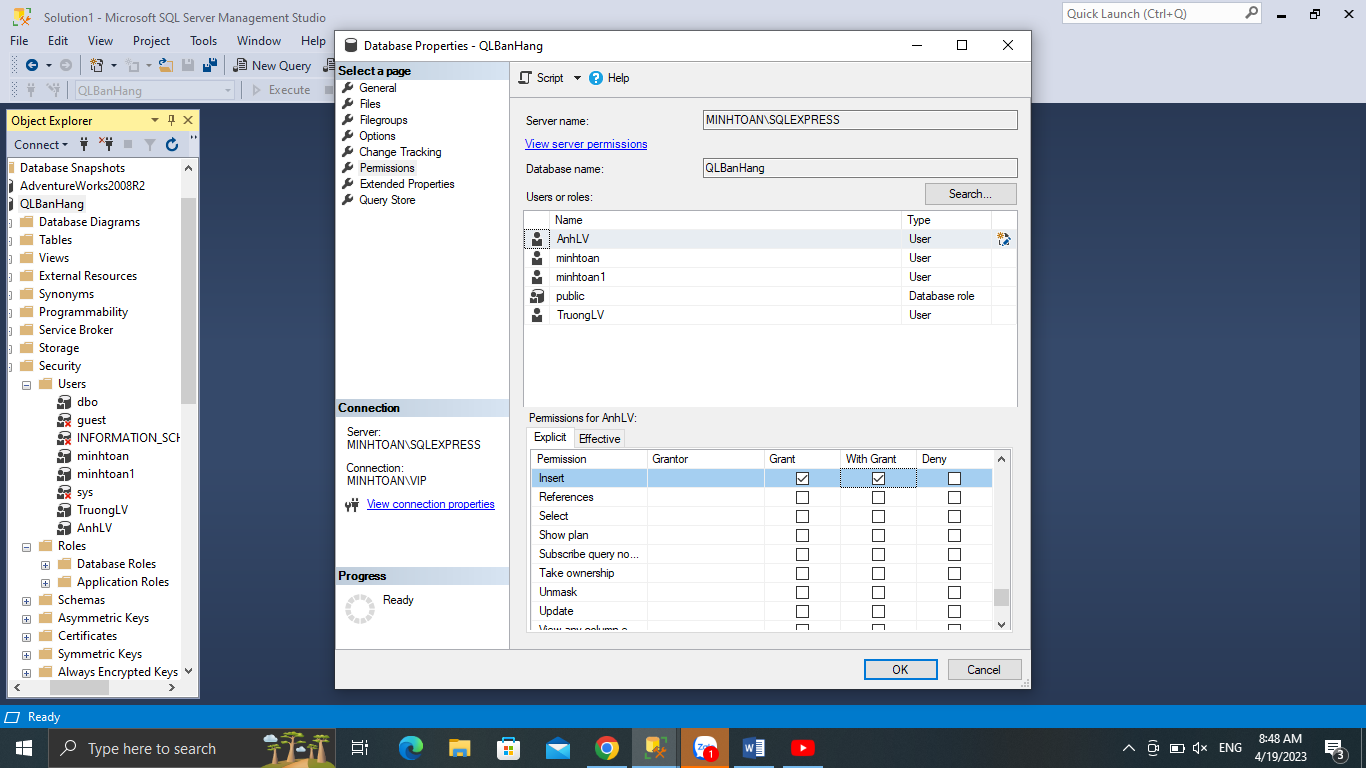 Solution1 - Microsoft SQL Server Management Studio
Quick Launch (Ctrl+Q)
File Edit View Project Tools Window Help
New Query
QLBanHang
Execute
Object Explorer
Connect
Database Snapshots
AdventureWorks2008R2
QLBanHang
Database Diagrams
Tables
Views
External Resources
Synonyms
Programmability
Service Broker
Storage
Security
Users
dbo
guest
INFORMATION_SCH
minhtoan
minhtoan1
sys
TruongLV
AnhLV
Roles
Database Roles
Application Roles
Schemas
Asymmetric Keys
Certificates
Symmetric Keys
Always Encrypted Keys
Database Properties - QLBanHang
Select a page
General
Files
Filegroups
Options
Change Tracking
Permissions
Extended Properties
Query Store
Connection
Server:
MINHTOAN\SQLEXPRESS
Connection:
MINHTOAN\VIP
View connection properties
Progress
Ready
Script Help
Server name: MINHTOAN\SQLEXPRESS
View server permissions
Database name: QLBanHang
Search...
Users or roles:
Name Type
AnhLV User
minhtoan User
minhtoan1 User
public Database role
TruongLV User
Permissions for AnhLV:
Explicit Effective
Permission Grantor Grant With Grant Deny
Insert
References
Select
Show plan
Subscribe query no...
Take ownership
Unmask
Update
View any column e...
OK Cancel
Ready
Type here to search
Zalo
1
ENG
8:48 AM
4/19/2023
3